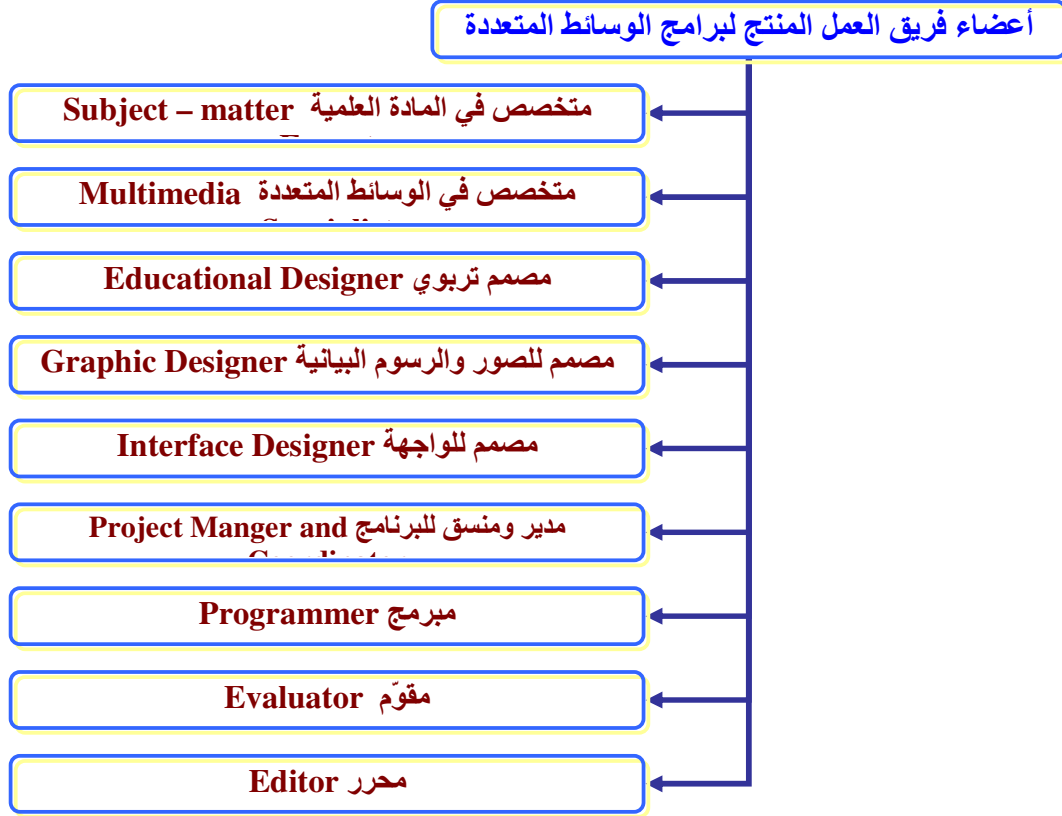 أعضاء فريق العمل المنتج لبرامج الوسائط المتعددة
متخصص في المادة العلمية Subject – matter
متخصص في الوسائط المتعددة Multimedia
مصمم تربوي Educational Designer
مصمم للصور والرسوم البيانية Graphic Designer
مصمم للواجهة Interface Designer
مدير ومنسق للبرنامج Project Manger and
مبرمج Programmer
مقوّم Evaluator
محرر Editor